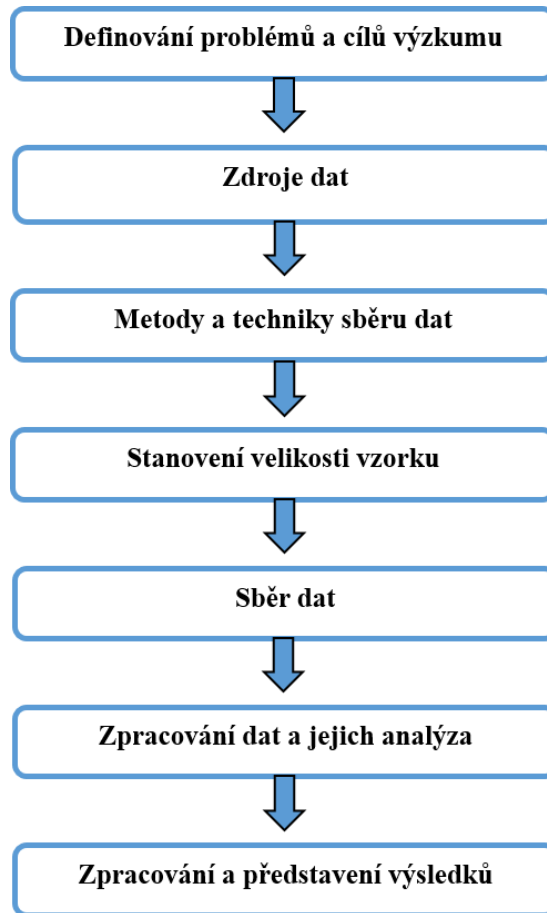 Definování problémů a cílů výzkumu
Zdroje dat
Metody a techniky sběru dat
Stanovení velikosti vzorku
Sběr dat
Zpracování dat a jejich analýza
Zpracování a představení výsledků